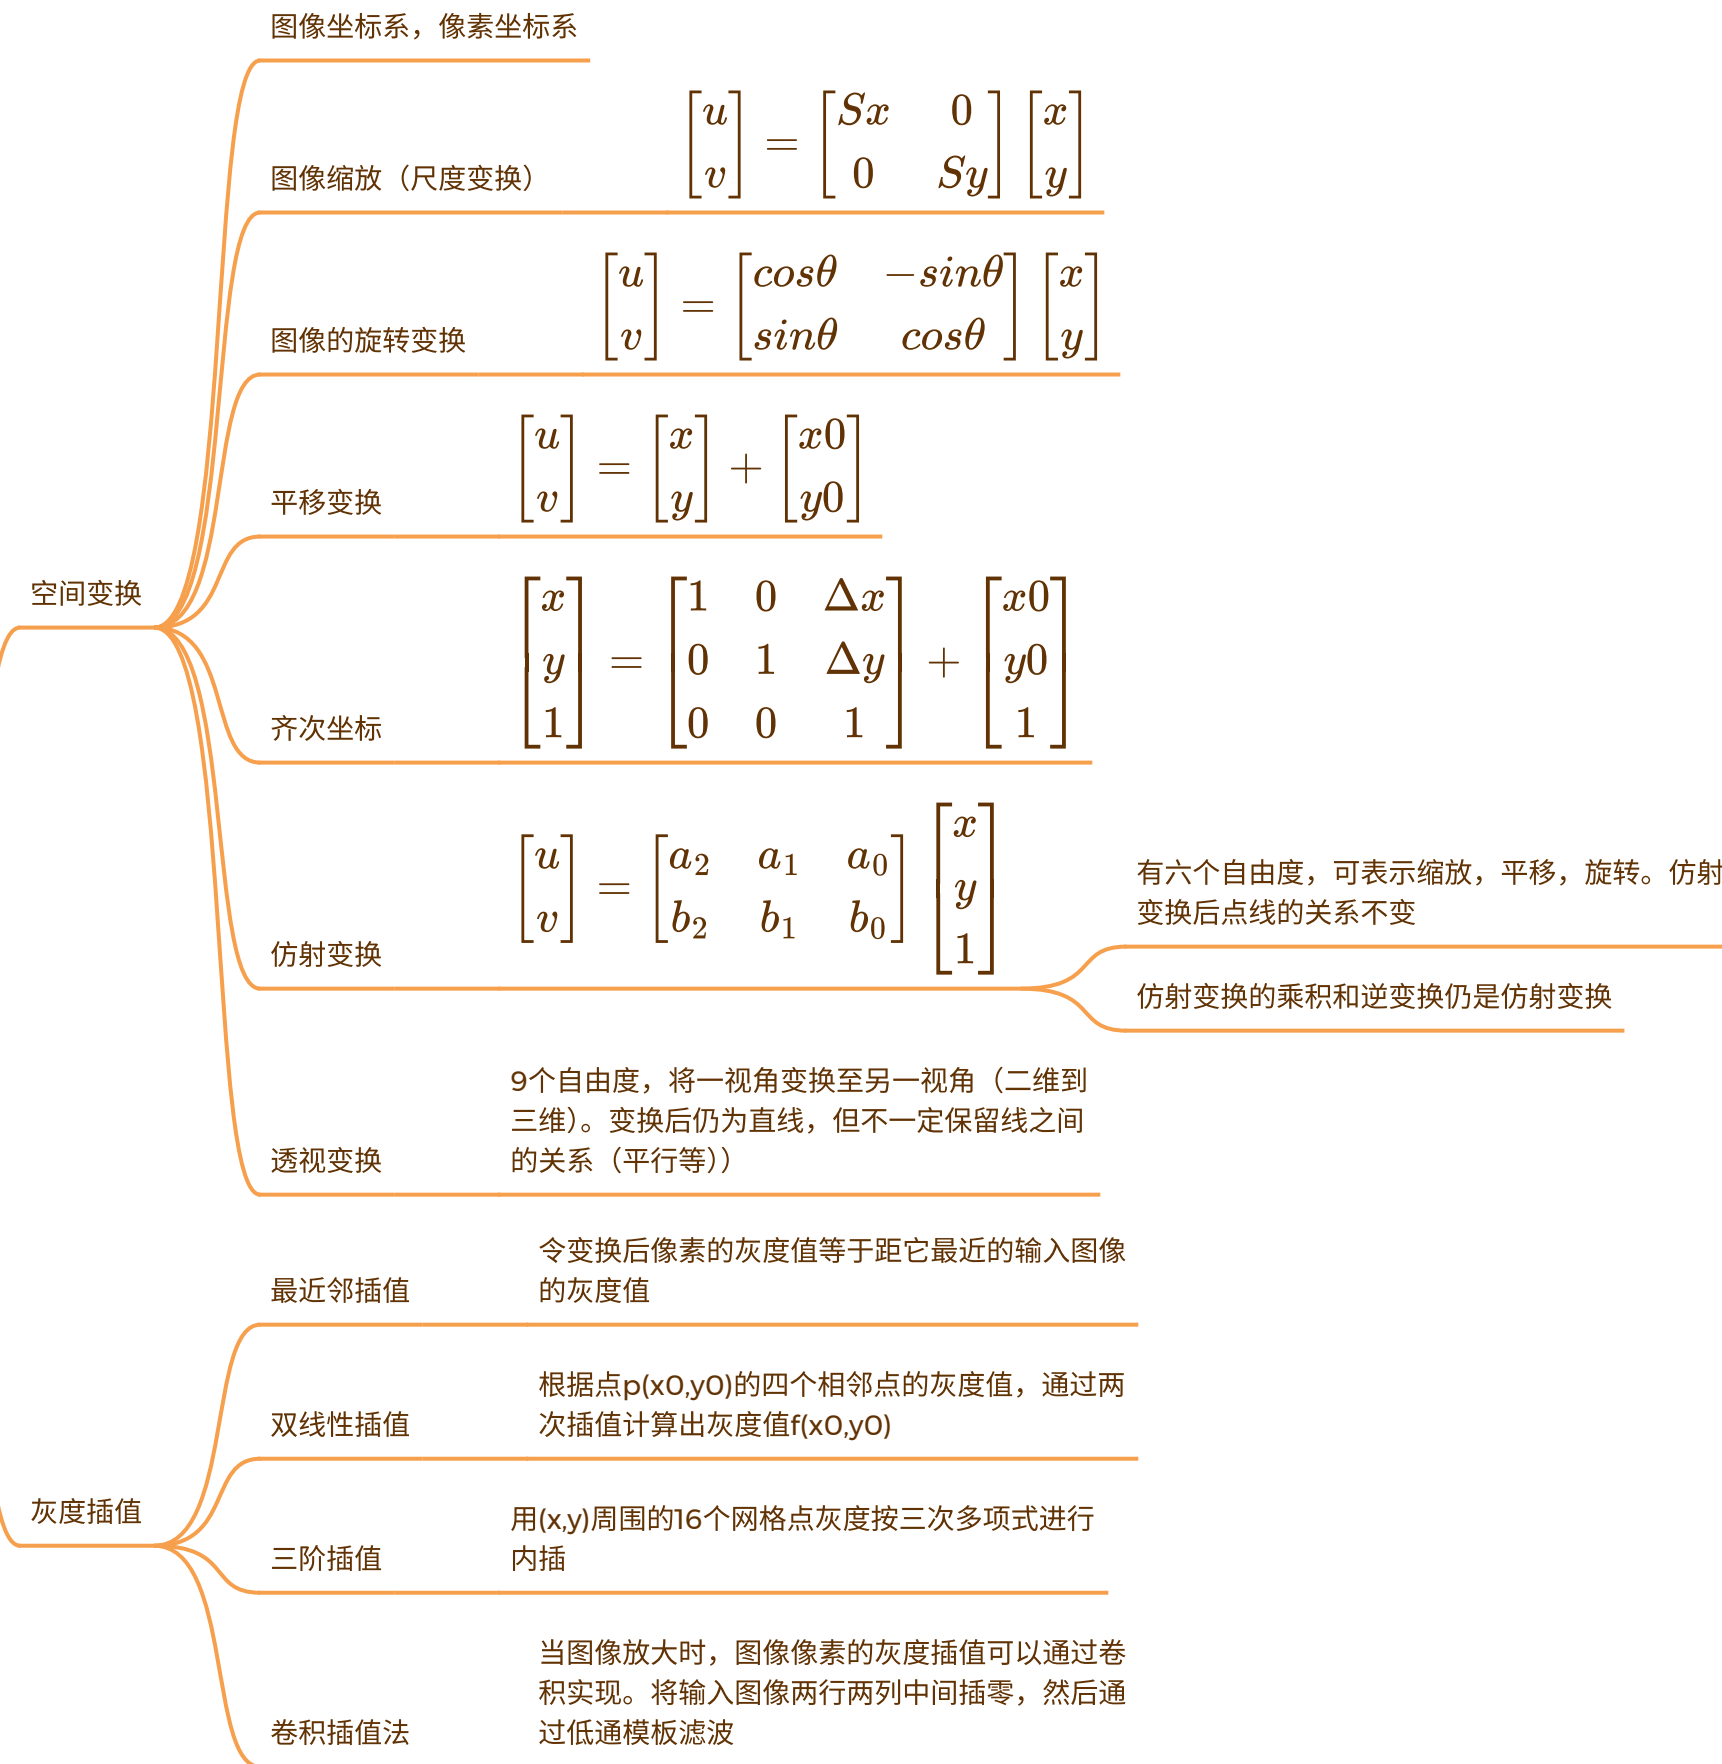 图像坐标系，像素坐标系
图像缩放（尺度变换）
[u v] = [Sx 0 0 Sy] [x y]
图像的旋转变换
[u v] = [cosθ −sinθ sinθ cosθ] [x y]
平移变换
[u v] = [x y] + [x0 y0]
空间变换
齐次坐标
[x y 1] = [1 0 Δx 0 1 Δy 0 0 1] + [x0 y0 1]
仿射变换
[u v] = [a₂ a₁ a₀ b₂ b₁ b₀] [x y 1]
有六个自由度，可表示缩放，平移，旋转。仿射
变换后点线的关系不变
仿射变换的乘积和逆变换仍是仿射变换
透视变换
9个自由度，将一视角变换至另一视角（二维到
三维）。变换后仍为直线，但不一定保留线之间
的关系（平行等））
最近邻插值
令变换后像素的灰度值等于距它最近的输入图像
的灰度值
双线性插值
根据点p(x0,y0)的四个相邻点的灰度值，通过两
次插值计算出灰度值f(x0,y0)
灰度插值
三阶插值
用(x,y)周围的16个网格点灰度按三次多项式进行
内插
卷积插值法
当图像放大时，图像像素的灰度插值可以通过卷
积实现。将输入图像两行两列中间插零，然后通
过低通模板滤波